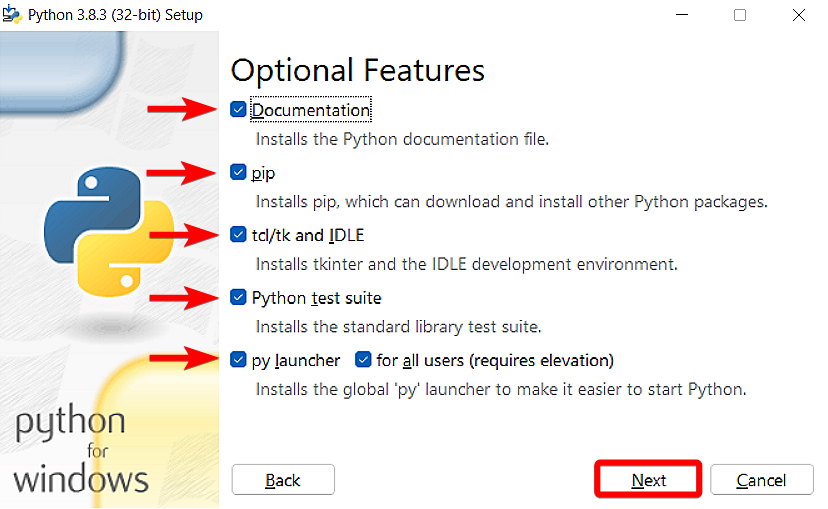 Python 3.8.3 (32-bit) Setup
Optional Features
Documentation
Installs the Python documentation file.
pip
Installs pip, which can download and install other Python packages.
tcl/tk and IDLE
Installs tkinter and the IDLE development environment.
Python test suite
Installs the standard library test suite.
py launcher for all users (requires elevation)
Installs the global 'py' launcher to make it easier to start Python.
python
for
windows
Back Next Cancel